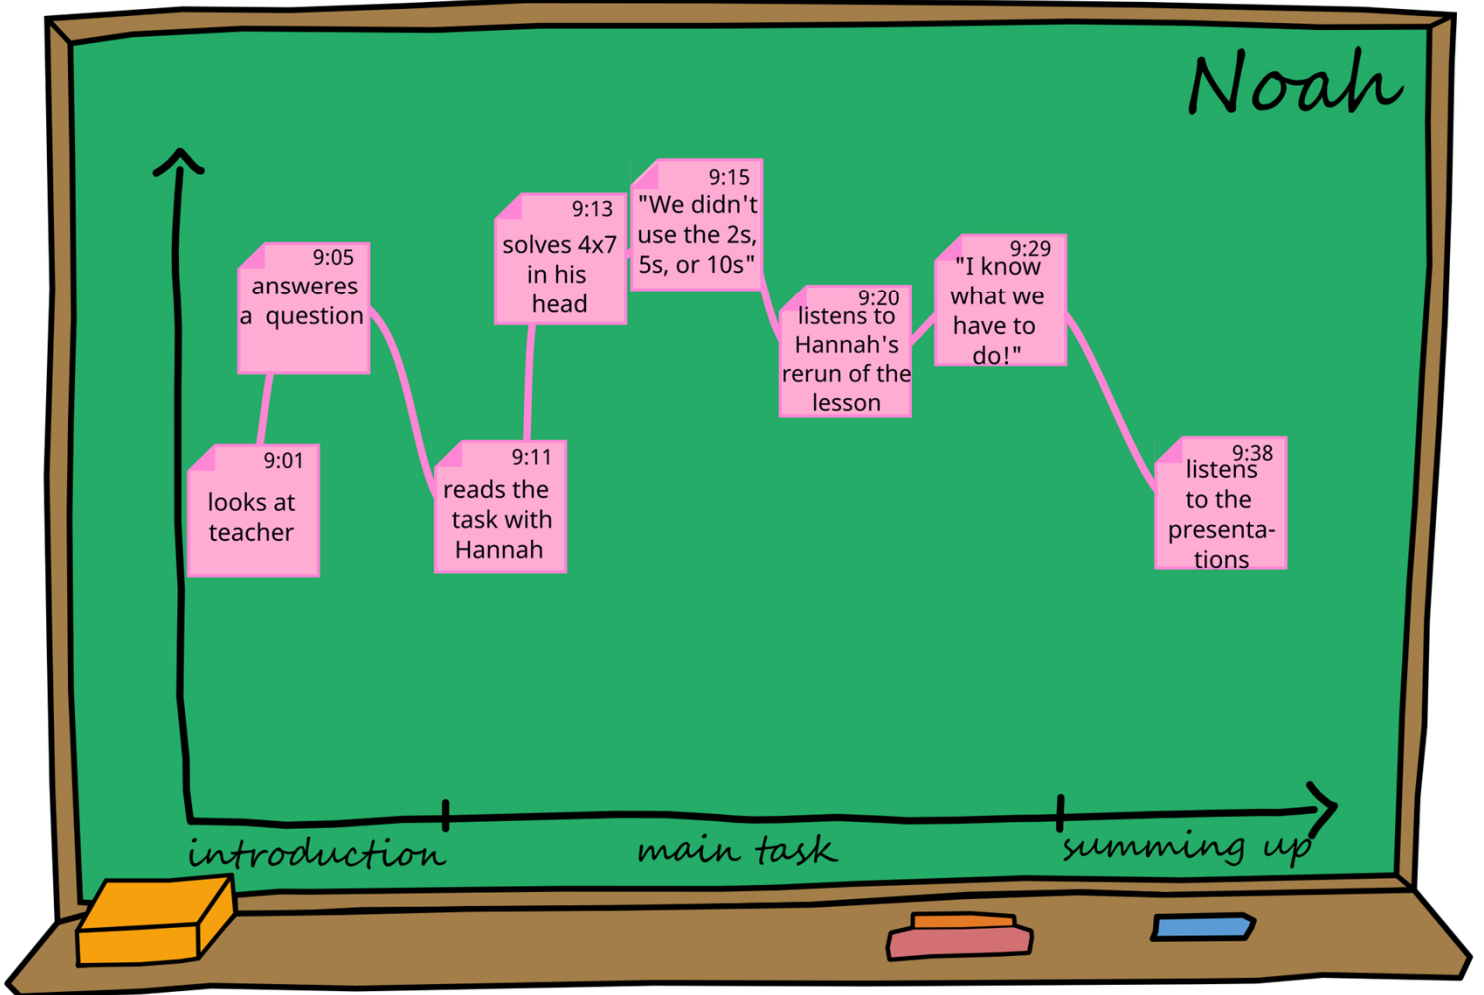 Noah
9:01
looks at
teacher
9:05
answeres
a question
9:11
reads the
task with
Hannah
9:13
solves 4x7
in his
head
9:15
"We didn't
use the 2s,
5s, or 10s"
9:20
listens to
Hannah's
rerun of the
lesson
9:29
"I know
what we
have to
do!"
9:38
listens
to the
presenta-
tions
introduction
main task
summing up